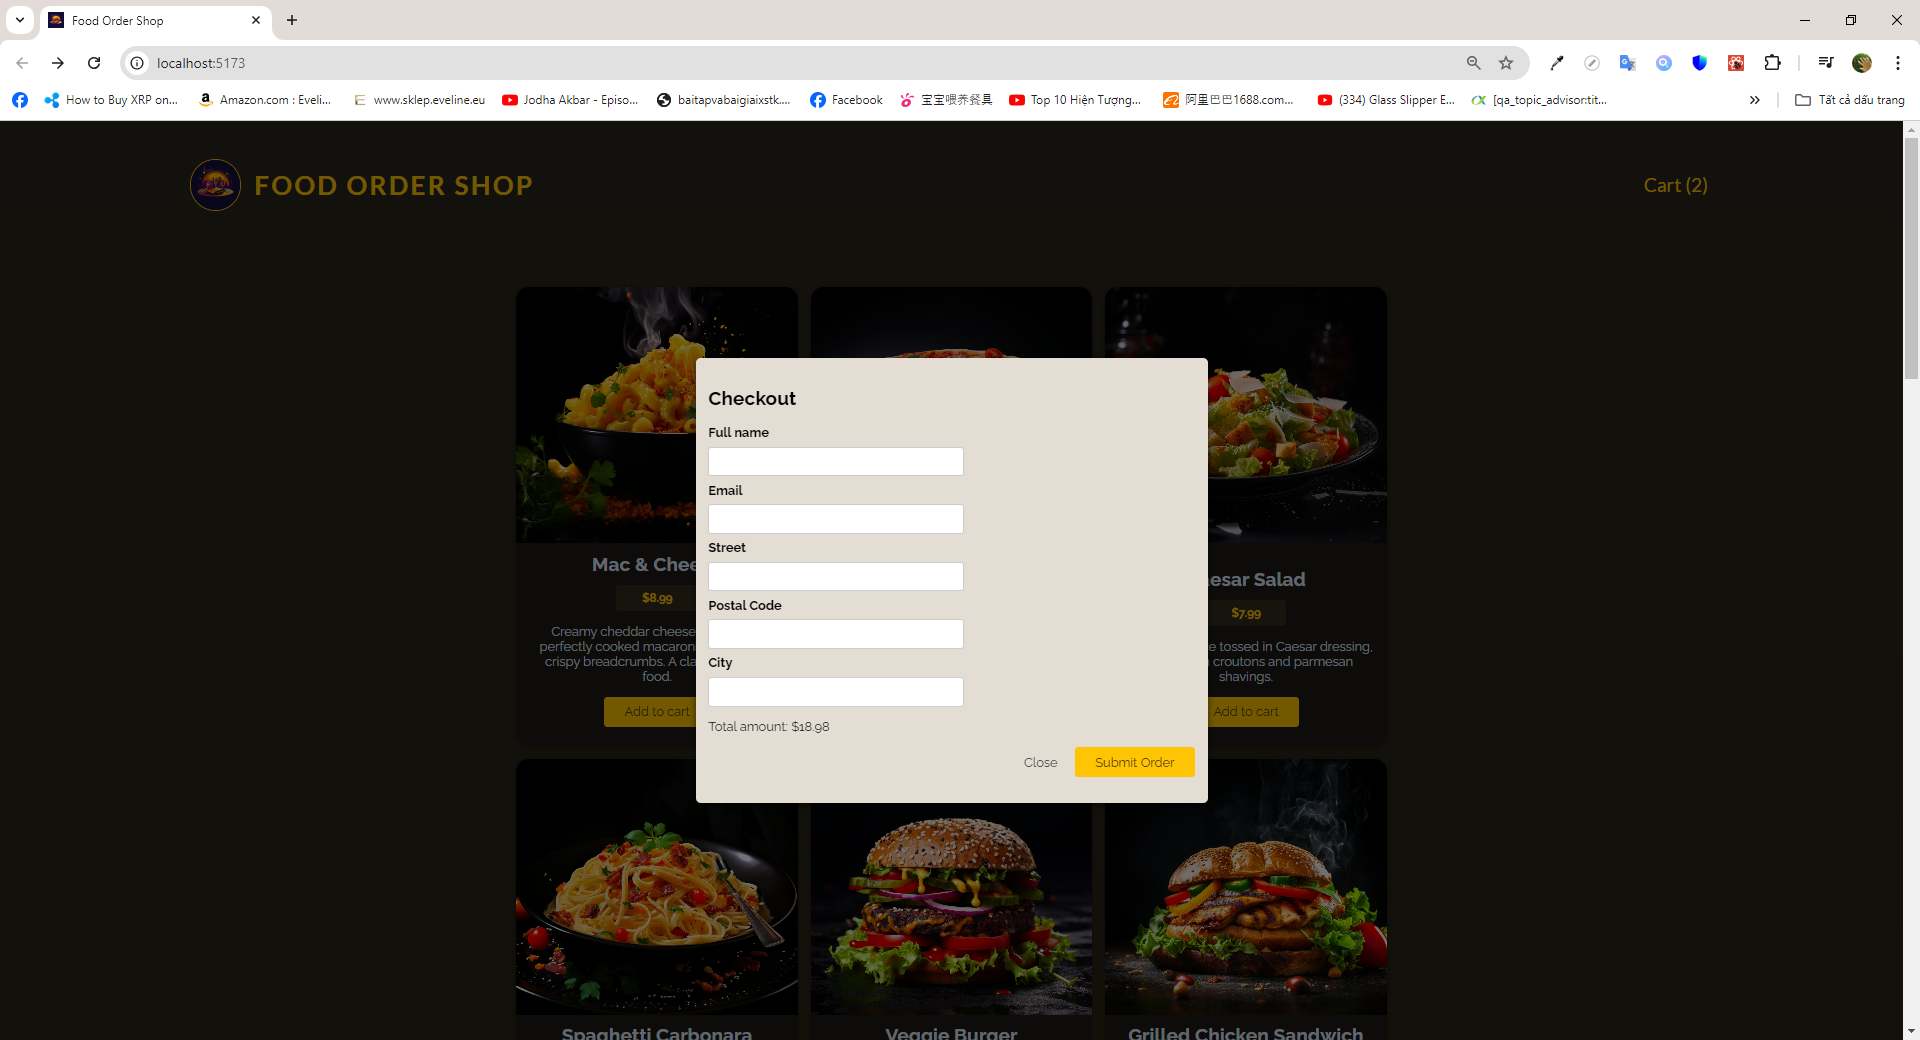 Food Order Shop
localhost:5173
How to Buy XRP on...
Amazon.com : Eveli...
www.sklep.eveline.eu
Jodha Akbar - Episo...
baitapvabaigiaixstk....
Facebook
宝宝喂养餐具
Top 10 Hiện Tượng...
阿里巴巴1688.com...
(334) Glass Slipper E...
[qa_topic_advisor:tit...
Tất cả dấu trang
FOOD ORDER SHOP
Cart (2)
Checkout
Full name
Email
Street
Postal Code
City
Total amount: $18.98
Close
Submit Order
Mac & Chee
$8.99
Creamy cheddar cheese
perfectly cooked macaron
crispy breadcrumbs. A cla
food.
Add to cart
esar Salad
$7.99
e tossed in Caesar dressing,
croutons and parmesan
shavings.
Add to cart
Spaghetti Carbonara
Veggie Burger
Grilled Chicken Sandwich